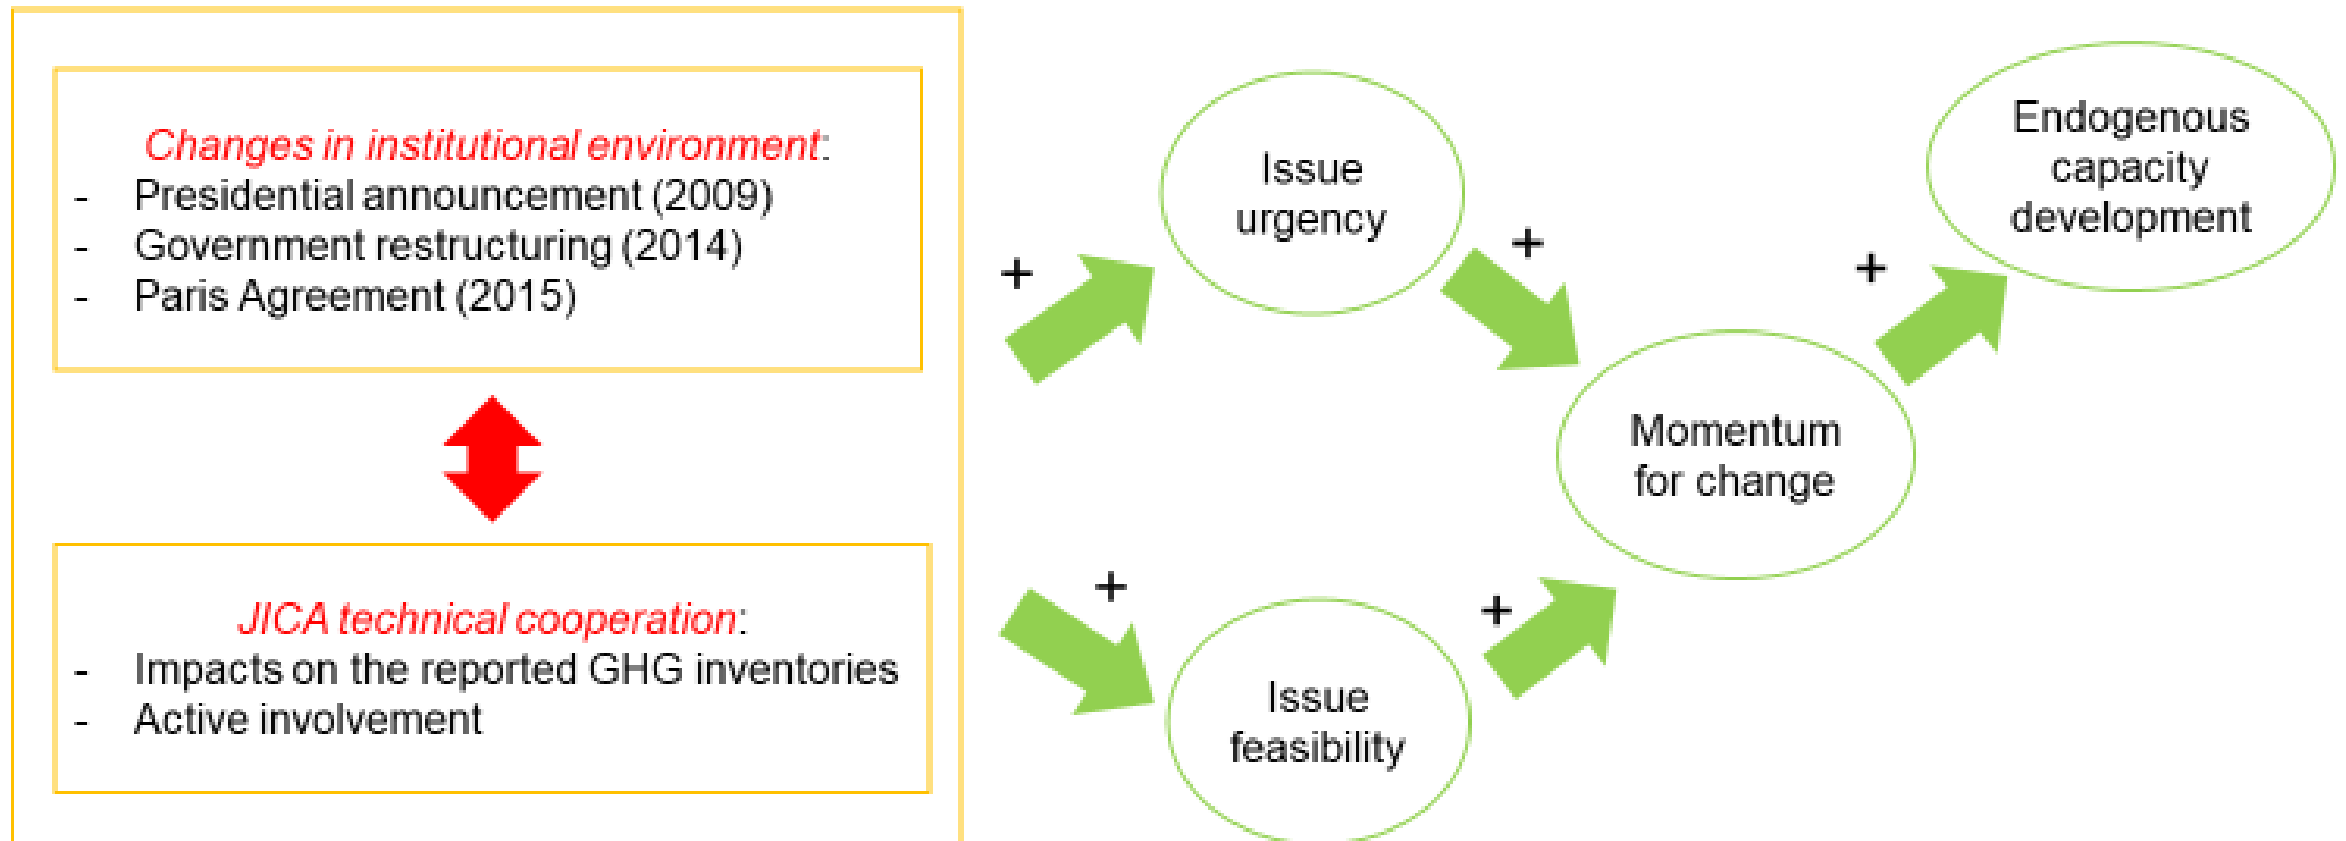 Changes in institutional environment:
- Presidential announcement (2009)
- Government restructuring (2014)
- Paris Agreement (2015)
JICA technical cooperation:
- Impacts on the reported GHG inventories
- Active involvement
+
Issue
urgency
+
+
Issue
feasibility
+
Momentum
for change
+
Endogenous
capacity
development